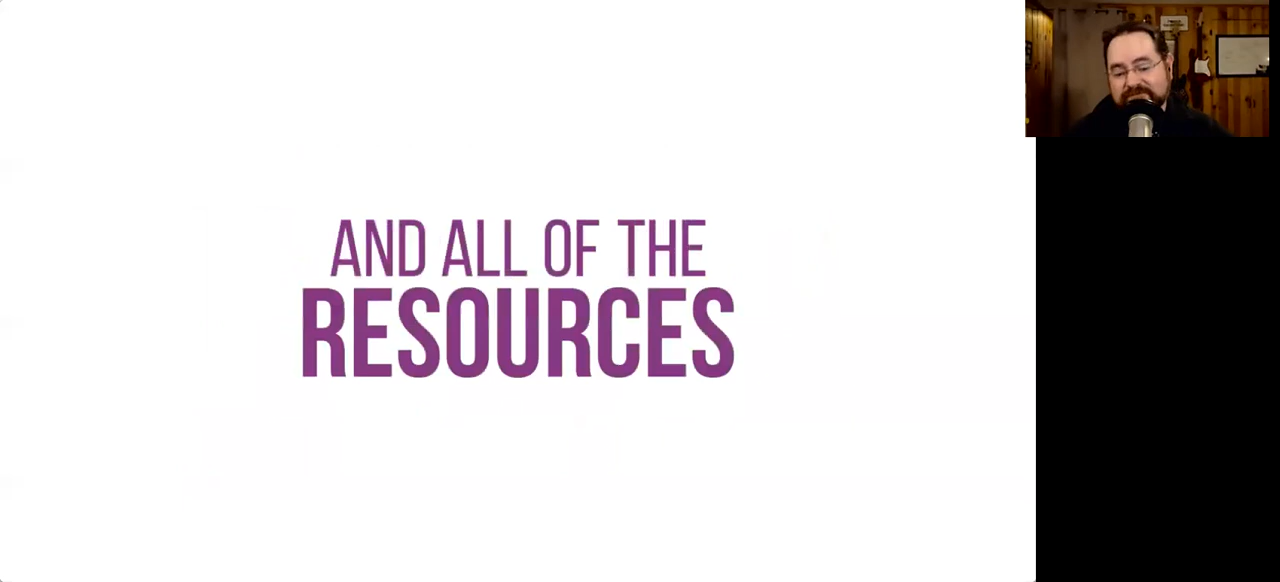 AND ALL OF THE
RESOURCES